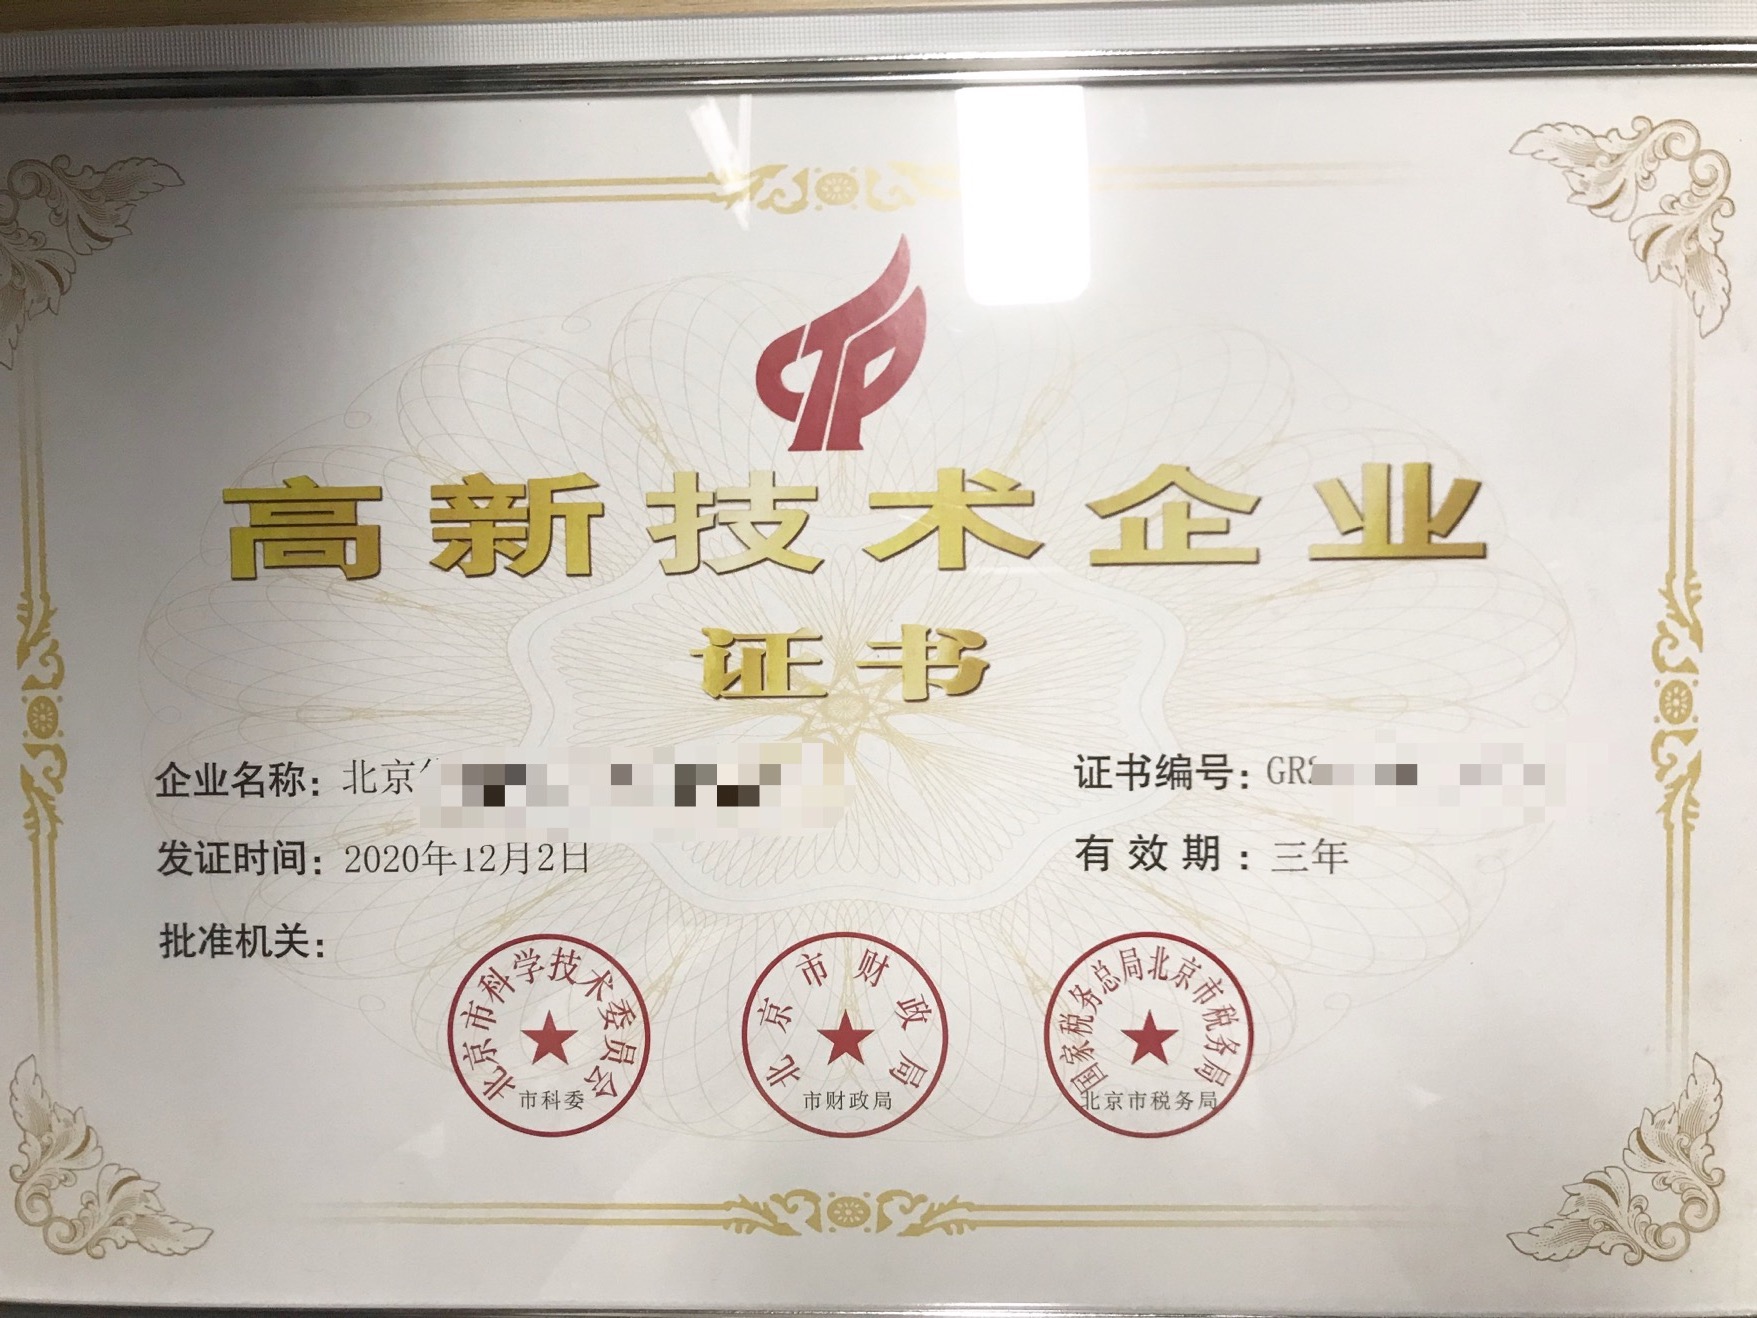 高新技术企业
证书
企业名称：北京
证书编号：GR
发证时间：2020年12月2日
有效期：三年
批准机关：
北京市科学技术委员会
市科委
北京市财政局
市财政局
国家税务总局北京市税务局
北京市税务局